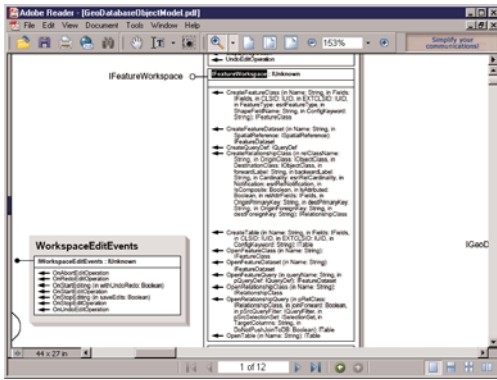 Adobe Reader - [GeoDatabaseObjectModel.pdf]
File Edit View Document Tools Window Help
153%
Simplify your
communications!
UndoEditOperation
IFeatureWorkspace
IFeatureWorkspace : IUnknown
CreateFeatureClass (in Name: String, in Fields:
IFields, in CLSID: IUID, in EXTCLSID: IUID,
in FeatureType: esriFeatureType, in
ShapeFieldName: String, in ConfigKeyword:
String): IFeatureClass
CreateFeatureDataset (in Name: String, in
SpatialReference: ISpatialReference):
IFeatureDataset
CreateQueryDef: IQueryDef
CreateRelationshipClass (in relClassName:
String, in OriginClass: IObjectClass, in
DestinationClass: IObjectClass, in
forwardLabel: String, in backwardLabel:
String, in Cardinality: esriRelCardinality, in
Notification: esriRelNotification, in
IsComposite: Boolean, in IsAttributed:
Boolean, in relAttrFields: IFields, in
OriginPrimaryKey: String, in destPrimaryKey:
String, in OriginForeignKey: String, in
destForeignKey: String): IRelationshipClass
CreateTable (in Name: String, in Fields: IFields,
in CLSID: IUID, in EXTCLSID: IUID, in
ConfigKeyword: String): ITable
OpenFeatureClass (in Name: String):
IFeatureClass
OpenFeatureDataset (in Name: String):
IFeatureDataset
OpenFeatureQuery (in queryName: String, in
pQueryDef: IQueryDef): IFeatureDataset
OpenRelationshipClass (in Name: String):
IRelationshipClass
OpenRelationshipQuery (in pRelClass:
IRelationshipClass, in joinForward: Boolean, in
pSrcQueryFilter: IQueryFilter, in
pSrcSelectionSet: ISelectionSet, in
TargetColumns: String, in
DoNotPushJoinToDB: Boolean): ITable
OpenTable (in Name: String): ITable
WorkspaceEditEvents
IWorkspaceEditEvents : IUnknown
OnAbortEditOperation
OnRedoEditOperation
OnStartEditing (in withUndoRedo: Boolean)
OnStartEditOperation
OnStopEditing (in saveEdits: Boolean)
OnStopEditOperation
OnUndoEditOperation
IGeoD
44 x 27 in
1 of 12